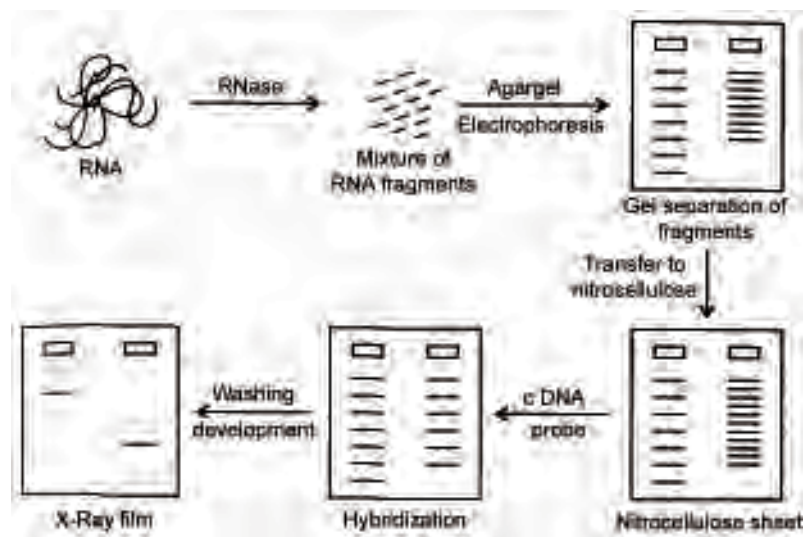 RNA
RNase
Mixture of
RNA fragments
Agargel
Electrophoresis
Gel separation of
fragments
Transfer to
nitrosellulose
Nitrocellulose sheet
c DNA
probe
Hybridization
Washing
development
X-Ray film